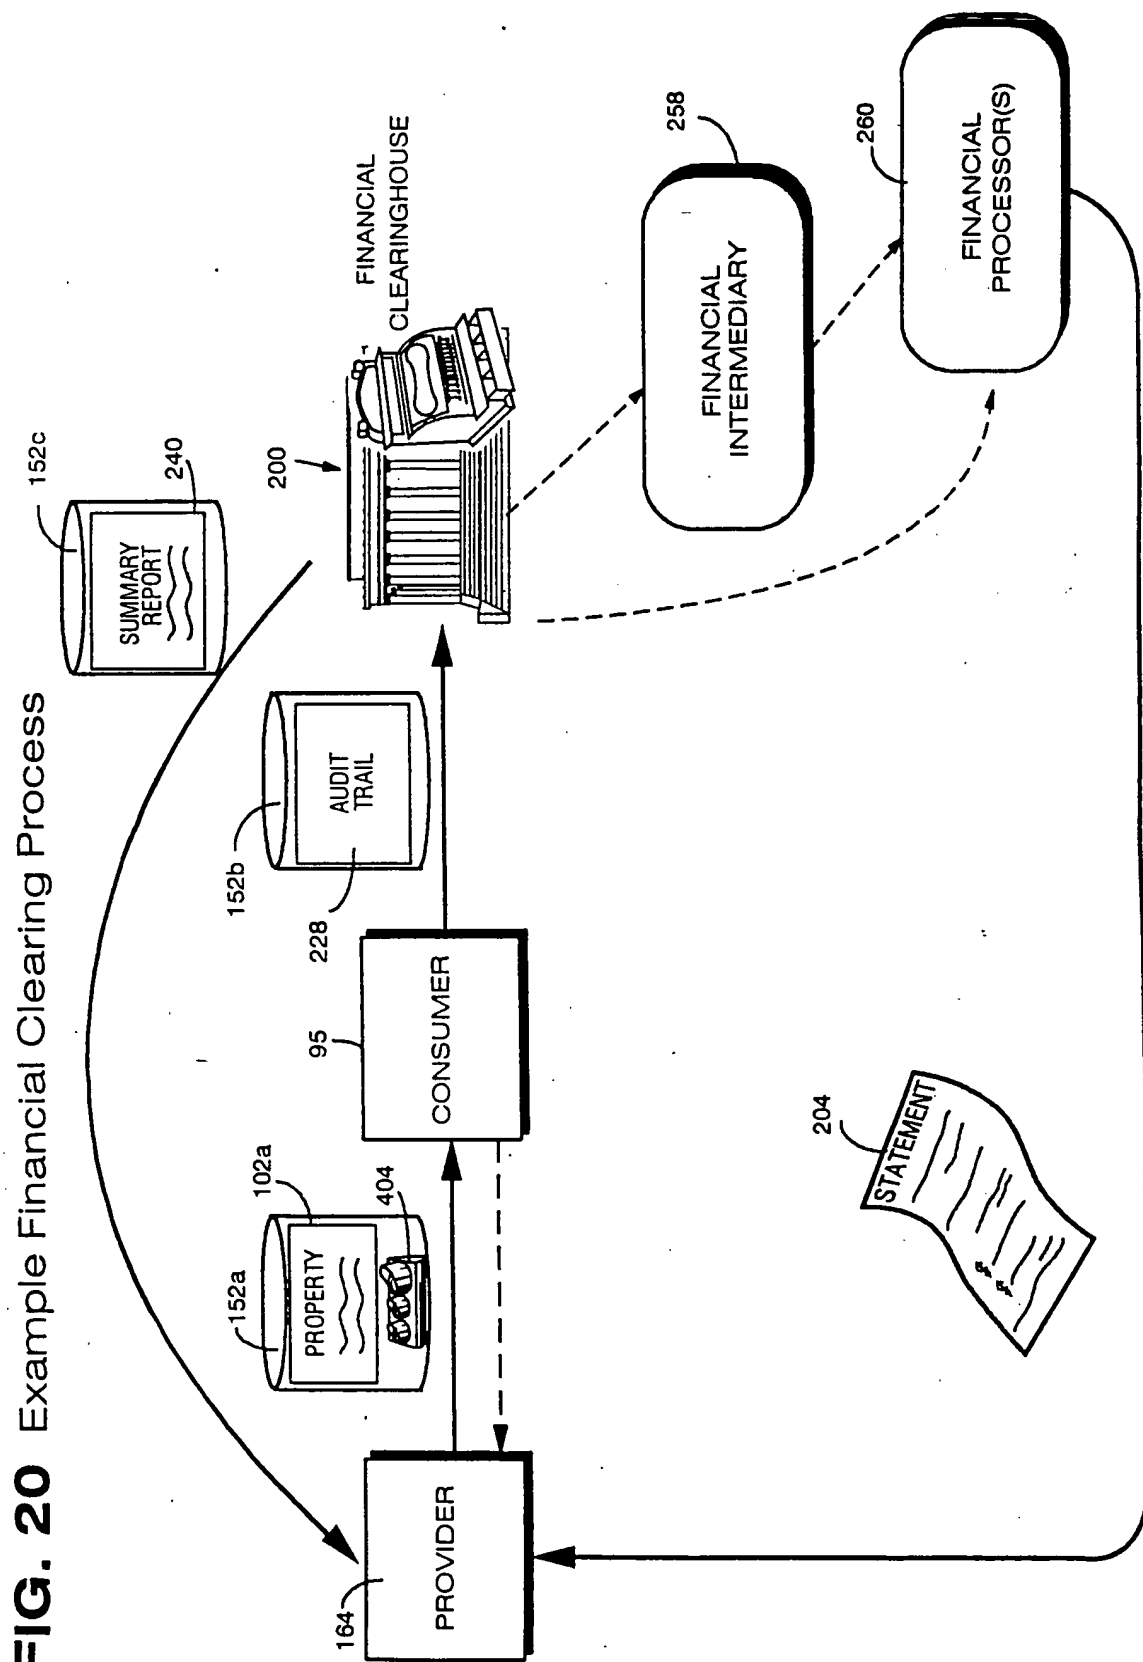 FIG. 20 Example Financial Clearing Process
152c
SUMMARY
REPORT
240
152a
PROPERTY
102a
404
152b
AUDIT
TRAIL
228
200
FINANCIAL
CLEARINGHOUSE
164
PROVIDER
95
CONSUMER
258
FINANCIAL
INTERMEDIARY
260
FINANCIAL
PROCESSOR(S)
204
STATEMENT